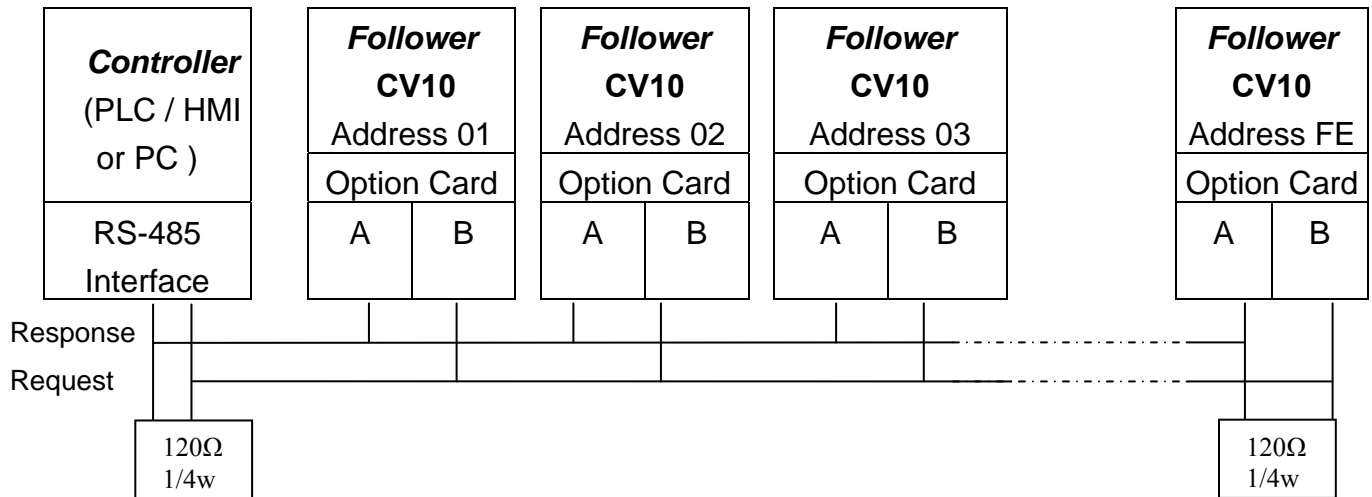 Controller
(PLC / HMI
or PC )
RS-485
Interface
Follower
CV10
Address 01
Option Card
A B
Follower
CV10
Address 02
Option Card
A B
Follower
CV10
Address 03
Option Card
A B
Follower
CV10
Address FE
Option Card
A B
Response
Request
120Ω
1/4w
120Ω
1/4w